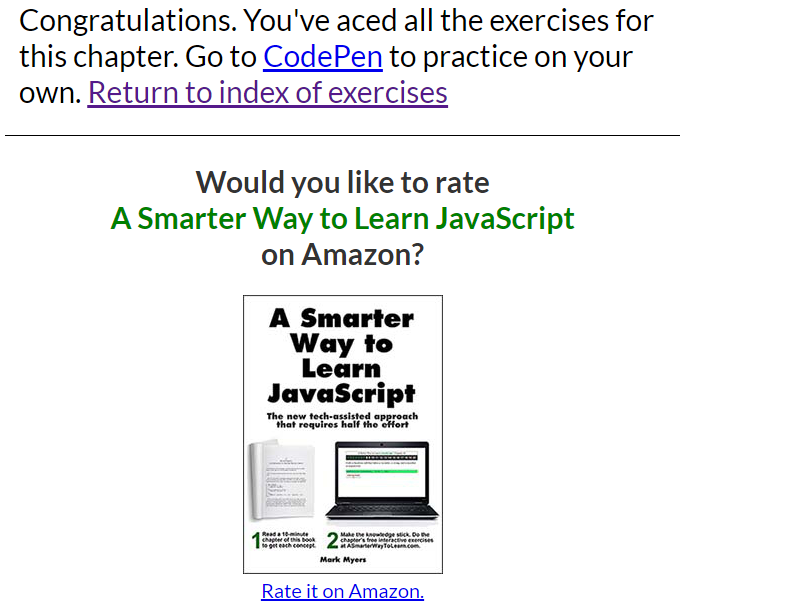 Congratulations. You've aced all the exercises for
this chapter. Go to CodePen to practice on your
own. Return to index of exercises
Would you like to rate
A Smarter Way to Learn JavaScript
on Amazon?
A Smarter
Way to
Learn
JavaScript
The new tech-assisted approach
that requires half the effort
1 Read a 10-minute
chapter of this book
to get each concept.
2 Make the knowledge stick. Do the
chapter's free interactive exercises
at ASmarterWayToLearn.com.
Mark Myers
Rate it on Amazon.